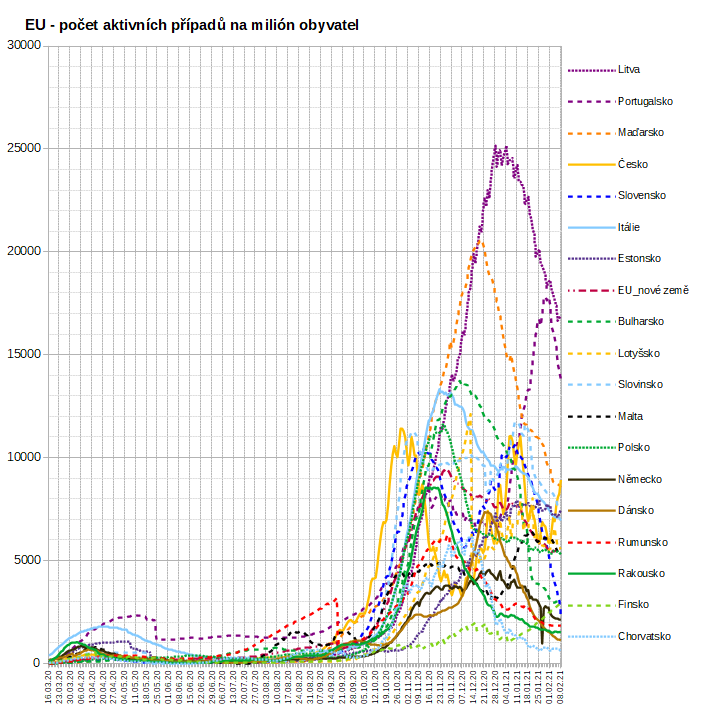 EU - počet aktivních případů na milión obyvatel
30000
25000
20000
15000
10000
5000
0
Litva
Portugalsko
Maďarsko
Česko
Slovensko
Itálie
Estonsko
EU_nové země
Bulharsko
Lotyšsko
Slovinsko
Malta
Polsko
Německo
Dánsko
Rumunsko
Rakousko
Finsko
Chorvatsko
16.03.20
23.03.20
30.03.20
06.04.20
13.04.20
20.04.20
27.04.20
04.05.20
11.05.20
18.05.20
25.05.20
01.06.20
08.06.20
15.06.20
22.06.20
29.06.20
06.07.20
13.07.20
20.07.20
27.07.20
03.08.20
10.08.20
17.08.20
24.08.20
31.08.20
07.09.20
14.09.20
21.09.20
28.09.20
05.10.20
12.10.20
19.10.20
26.10.20
02.11.20
09.11.20
16.11.20
23.11.20
30.11.20
07.12.20
14.12.20
21.12.20
28.12.20
04.01.21
11.01.21
18.01.21
25.01.21
01.02.21
08.02.21